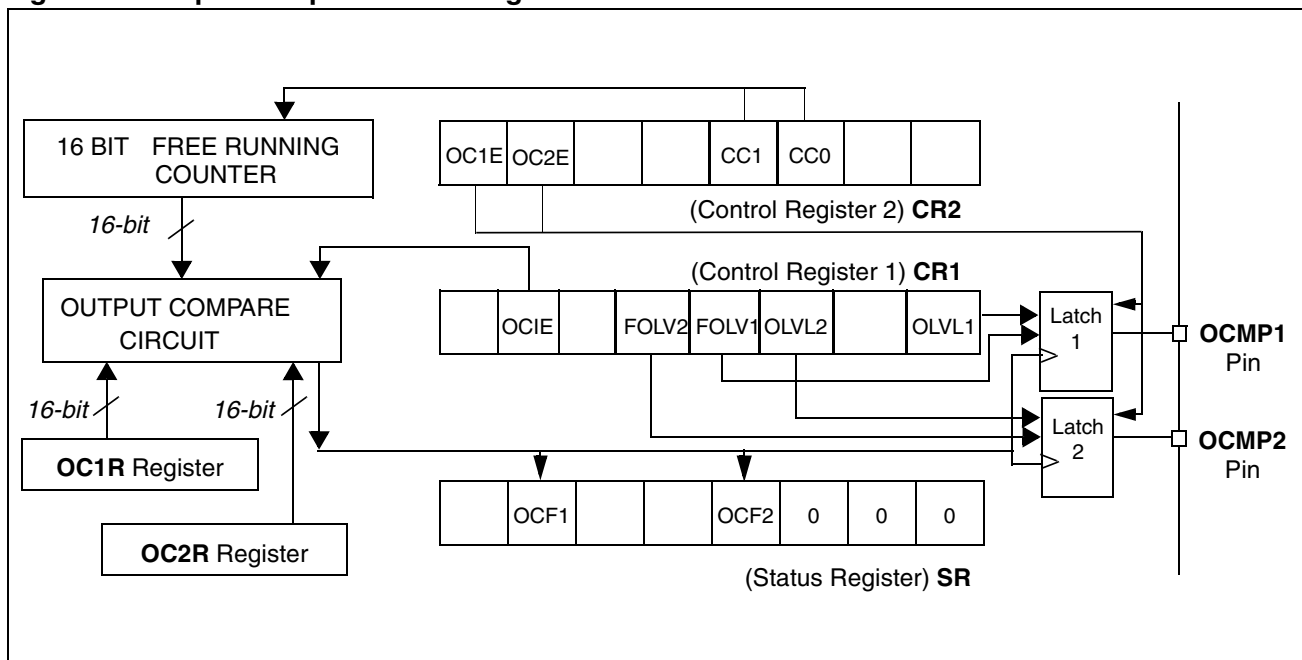 16 BIT FREE RUNNING
COUNTER
OC1E OC2E CC1 CC0
(Control Register 2) CR2
16-bit
(Control Register 1) CR1
OUTPUT COMPARE
CIRCUIT
OCIE FOLV2 FOLV1 OLVL2 OLVL1
Latch
1
OCMP1
Pin
16-bit 16-bit
Latch
2
OCMP2
Pin
OC1R Register
OCF1 OCF2 0 0 0
OC2R Register
(Status Register) SR